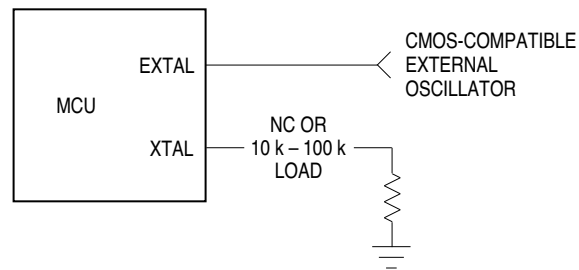 MCU
EXTAL
CMOS-COMPATIBLE
EXTERNAL
OSCILLATOR
XTAL
NC OR
10 k – 100 k
LOAD